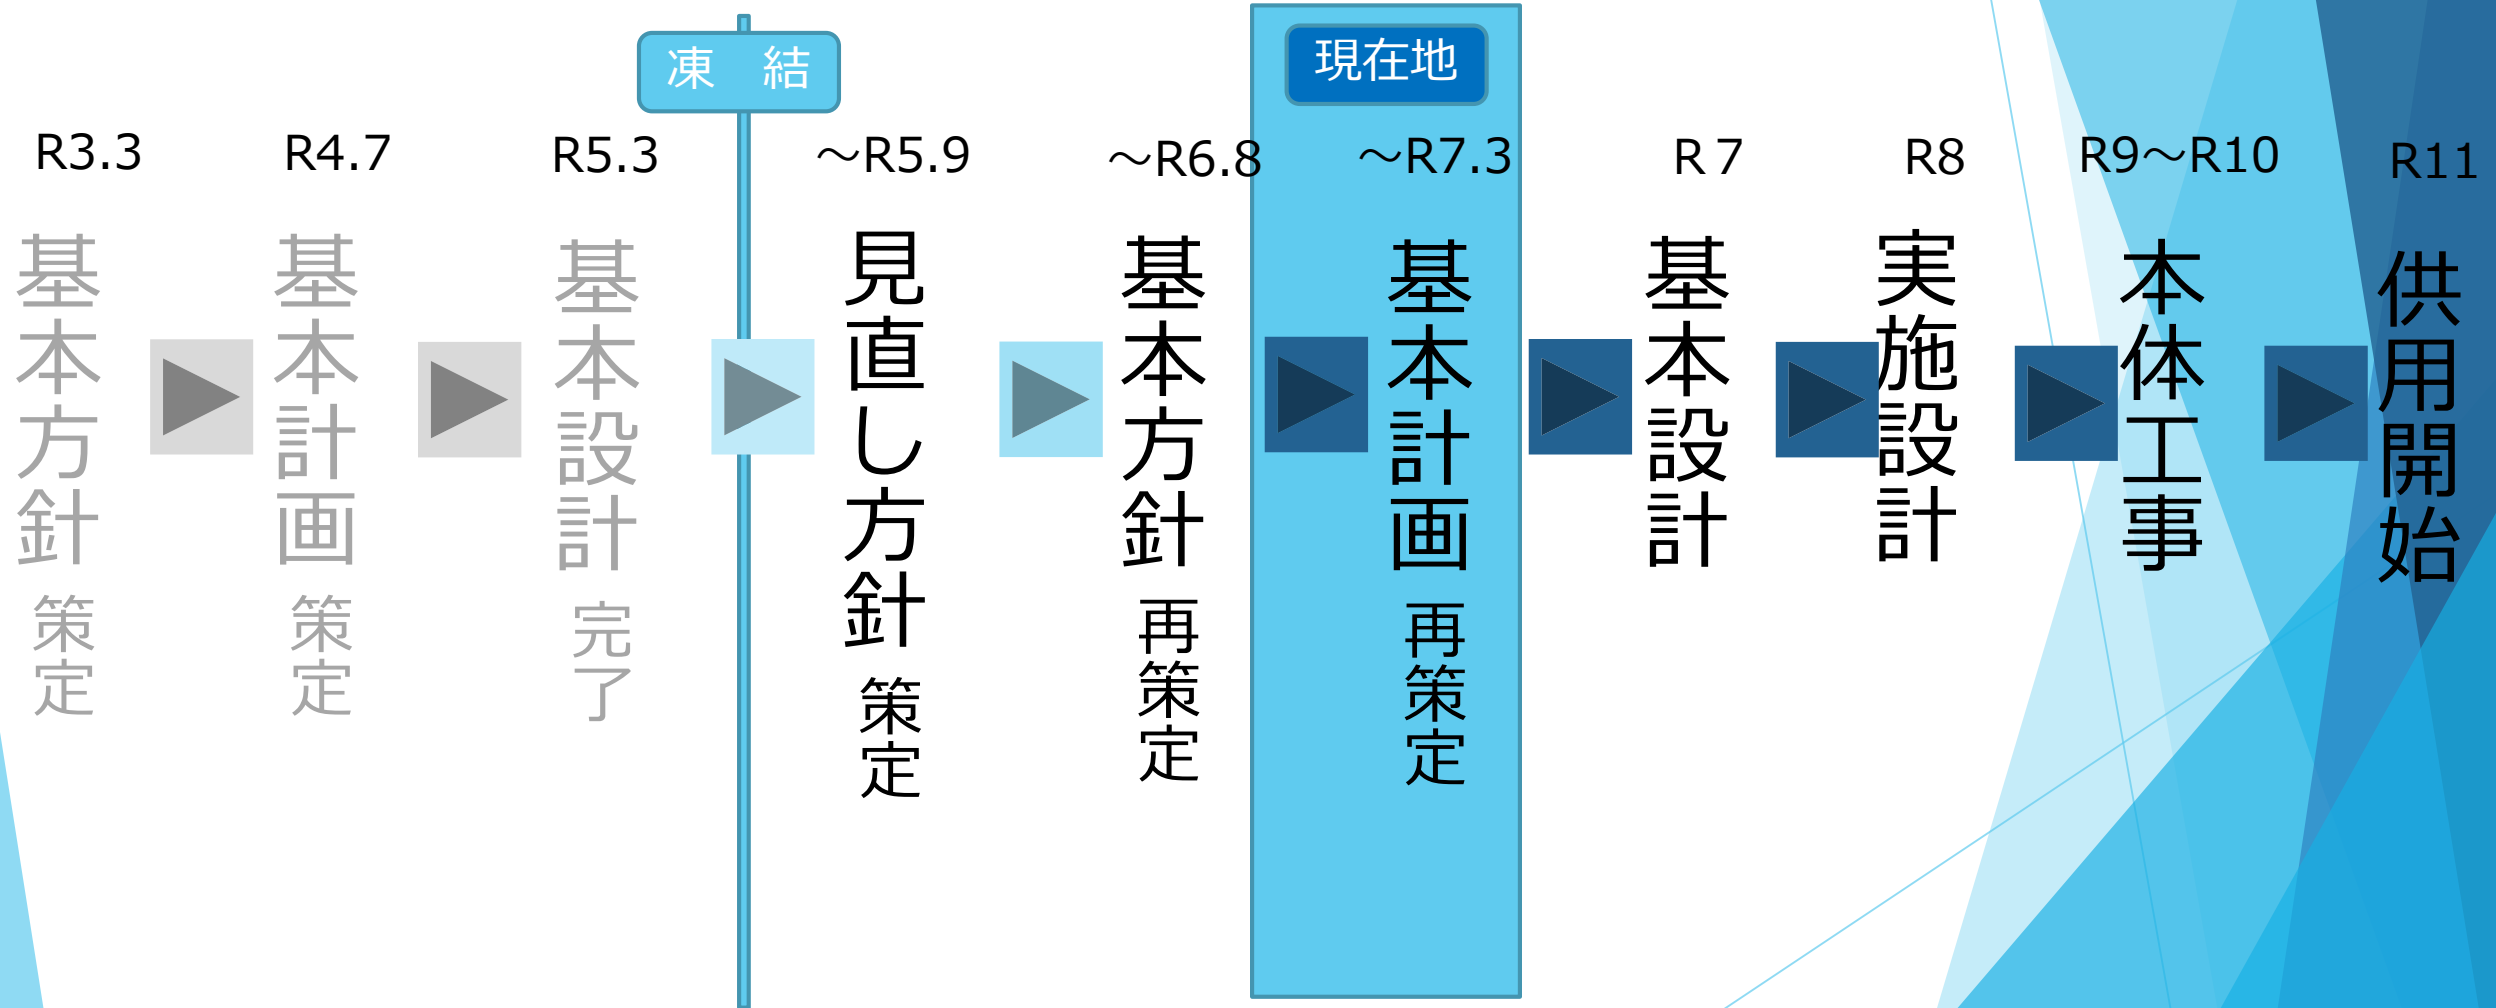 凍　結
現在地
R3.3
基本方針
策定
R4.7
基本計画
策定
R5.3
基本設計
完了
～R5.9
見直し方針
策定
～R6.8
基本方針
再策定
～R7.3
基本計画
再策定
R７
基本設計
R8
実施設計
R9～R10
本体工事
R11
供用開始